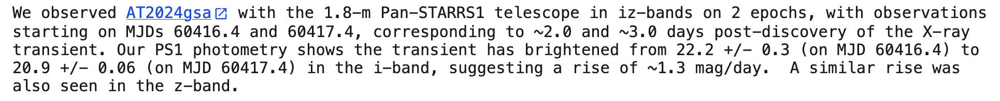 We observed AT2024gsa with the 1.8-m Pan-STARRS1 telescope in iz-bands on 2 epochs, with observations
starting on MJDs 60416.4 and 60417.4, corresponding to ~2.0 and ~3.0 days post-discovery of the X-ray
transient. Our PS1 photometry shows the transient has brightened from 22.2 +/- 0.3 (on MJD 60416.4) to
20.9 +/- 0.06 (on MJD 60417.4) in the i-band, suggesting a rise of ~1.3 mag/day.  A similar rise was
also seen in the z-band.